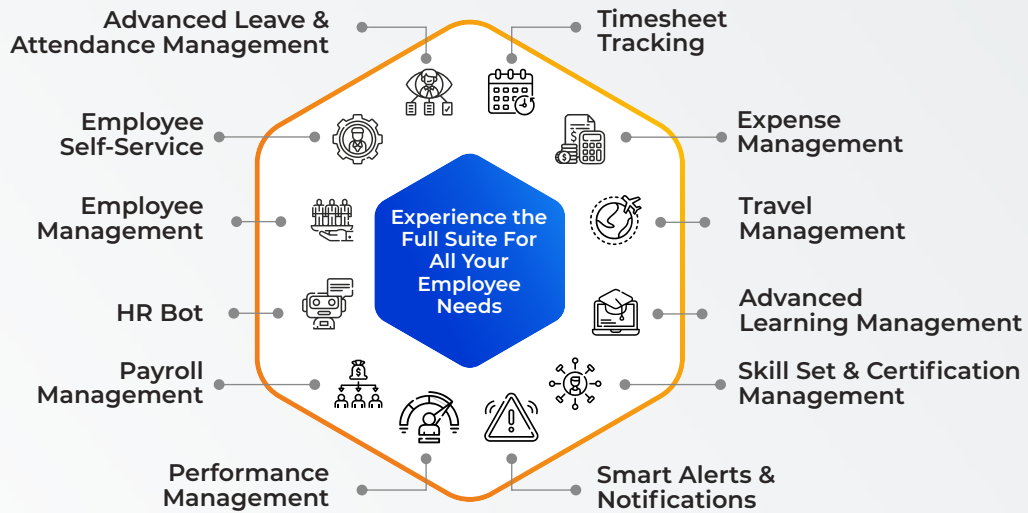 Advanced Leave &
Attendance Management
Timesheet
Tracking
Employee
Self-Service
Expense
Management
Employee
Management
Travel
Management
HR Bot
Advanced
Learning Management
Payroll
Management
Skill Set & Certification
Management
Performance
Management
Smart Alerts &
Notifications
Experience the
Full Suite For
All Your
Employee
Needs